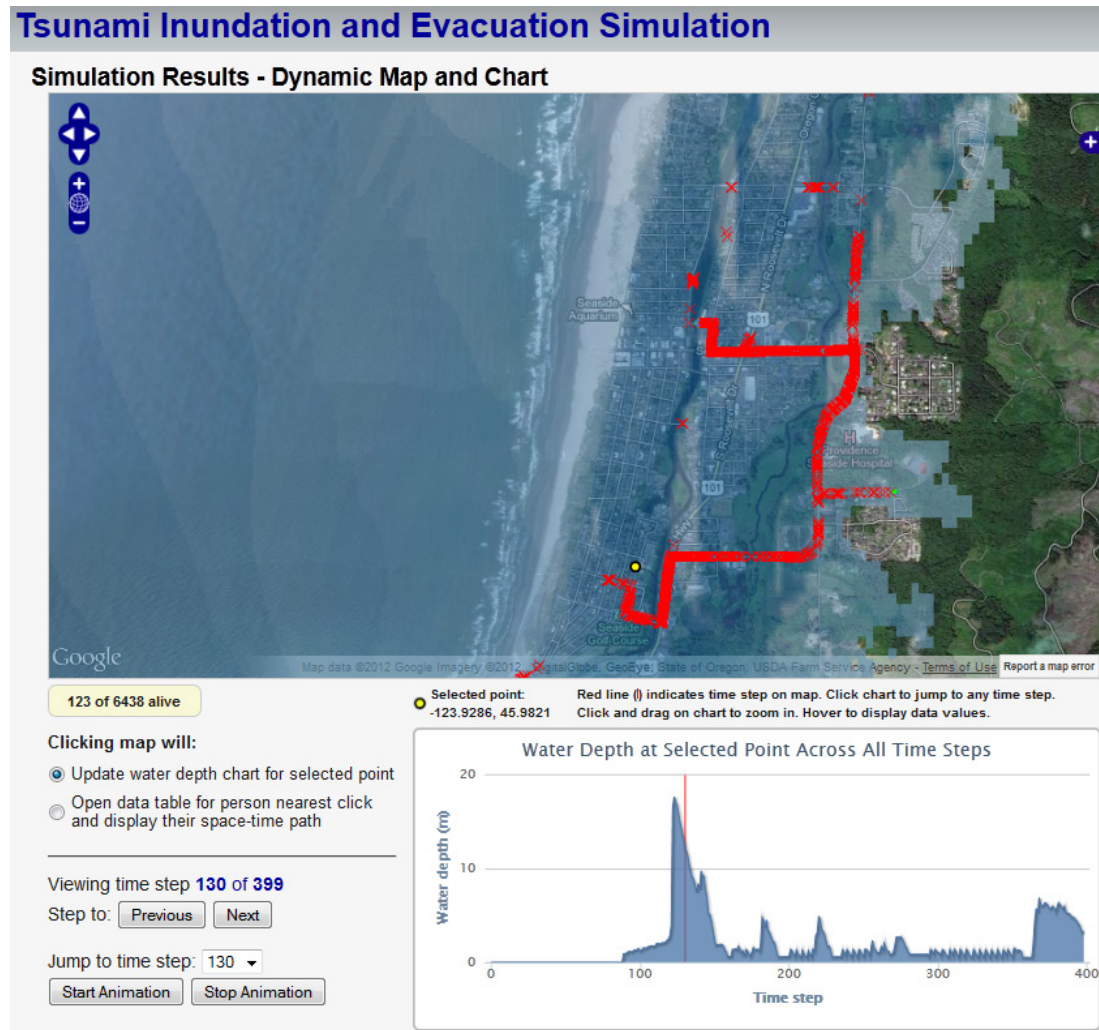 Tsunami Inundation and Evacuation Simulation
Simulation Results - Dynamic Map and Chart
Oregon
N Roosevelt Dr
Seaside
Aquarium
101
S Roosevelt Dr
H
Providence
Seaside Hospital
101
Hwy
Seaside
Golf Course
Google
Map data ©2012 Google Imagery ©2012, DigitalGlobe, GeoEye, State of Oregon, USDA Farm Service Agency - Terms of Use
Report a map error
123 of 6438 alive
Selected point:
-123.9286, 45.9821
Red line (|) indicates time step on map. Click chart to jump to any time step.
Click and drag on chart to zoom in. Hover to display data values.
Clicking map will:
Update water depth chart for selected point
Open data table for person nearest click
and display their space-time path
Viewing time step 130 of 399
Step to: Previous Next
Jump to time step: 130
Start Animation Stop Animation
Water Depth at Selected Point Across All Time Steps
Water depth (m)
20
10
0
0 100 200 300 400
Time step